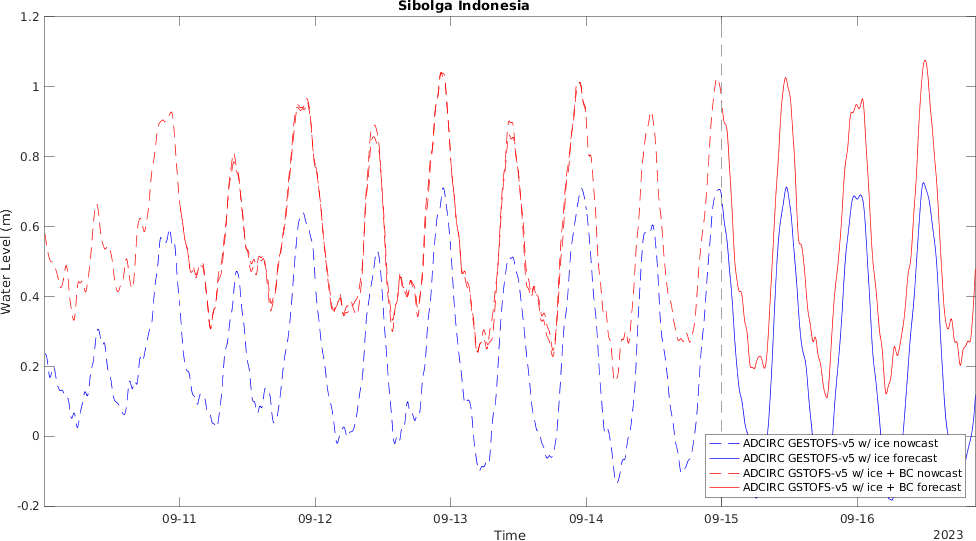 Sibolga Indonesia
1.2
1
0.8
0.6
0.4
0.2
0
-0.2
Water Level (m)
ADCIRC GESTOFS-v5 w/ ice nowcast
ADCIRC GESTOFS-v5 w/ ice forecast
ADCIRC GSTOFS-v5 w/ ice + BC nowcast
ADCIRC GSTOFS-v5 w/ ice + BC forecast
09-11 09-12 09-13 09-14 09-15 09-16
Time
2023